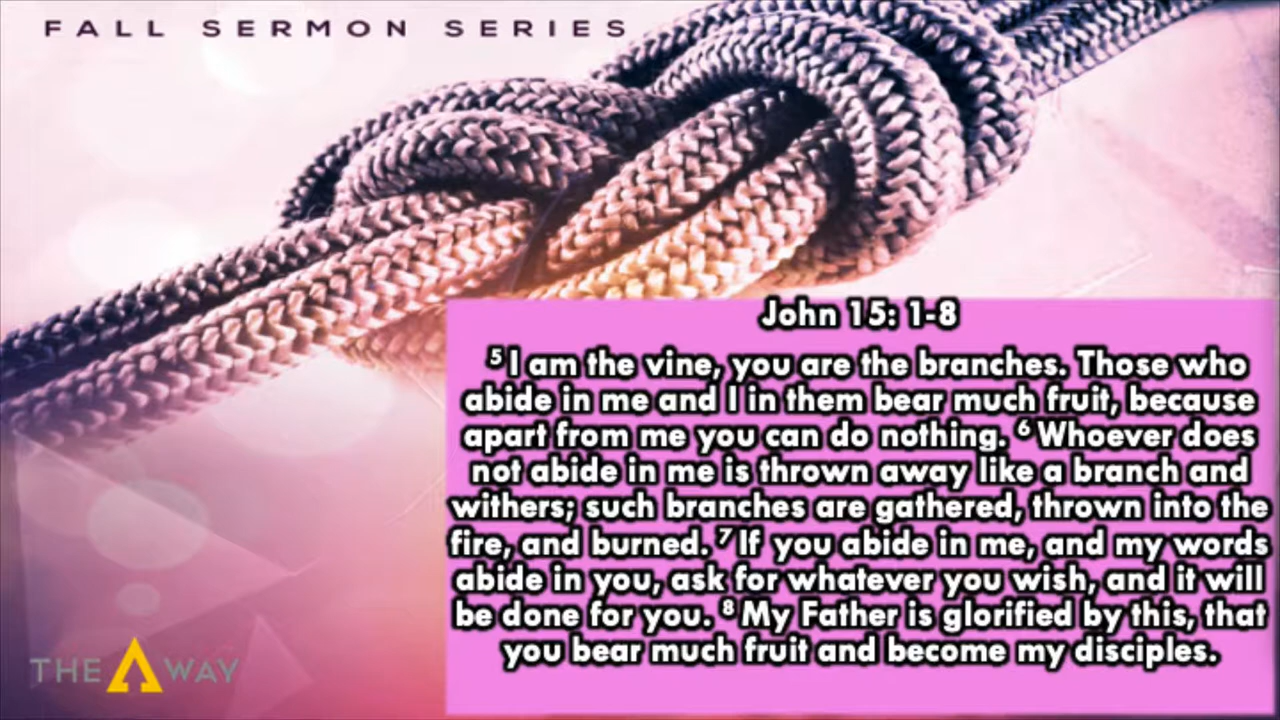 FALL SERMON SERIES
John 15: 1-8
⁵ I am the vine, you are the branches. Those who
abide in me and I in them bear much fruit, because
apart from me you can do nothing. ⁶ Whoever does
not abide in me is thrown away like a branch and
withers; such branches are gathered, thrown into the
fire, and burned. ⁷ If you abide in me, and my words
abide in you, ask for whatever you wish, and it will
be done for you. ⁸ My Father is glorified by this, that
you bear much fruit and become my disciples.
THE WAY